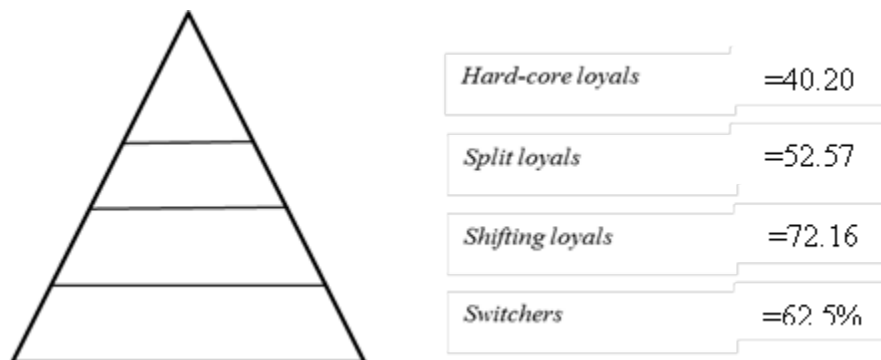 Hard-core loyals =40.20
Split loyals =52.57
Shifting loyals =72.16
Switchers =62.5%